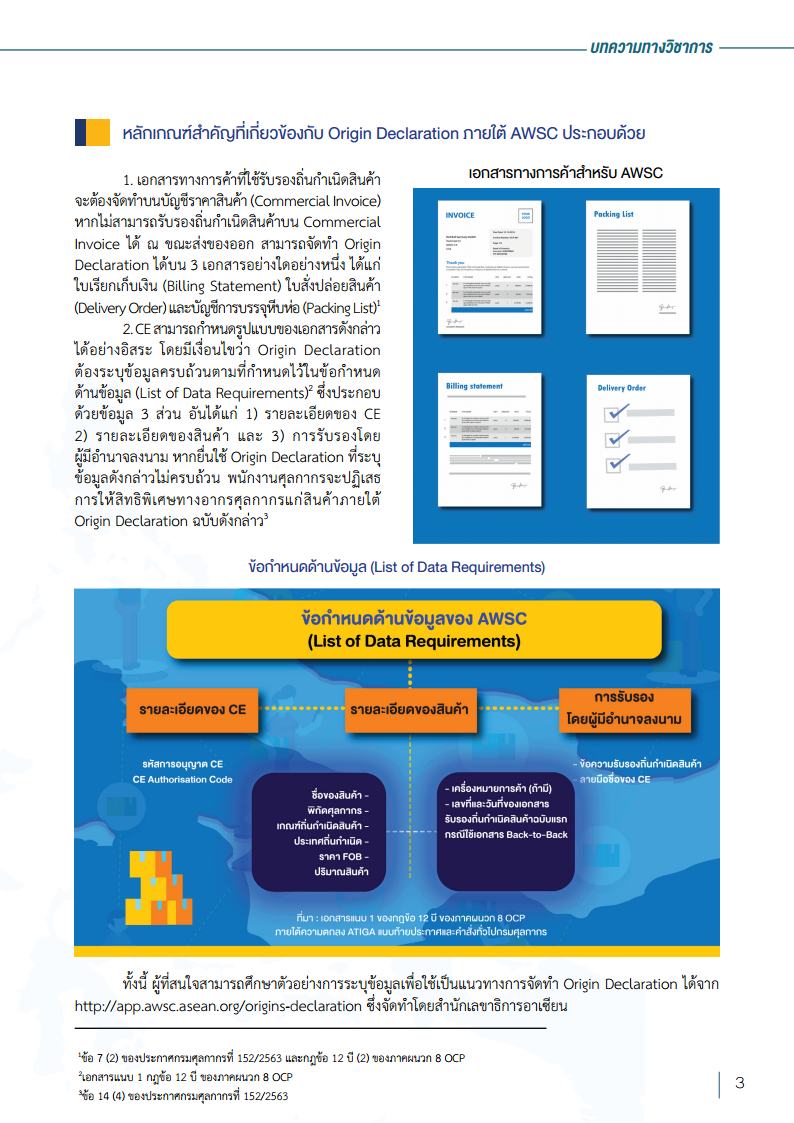 บทความทางวิชาการ
หลักเกณฑ์สำคัญที่เกี่ยวข้องกับ Origin Declaration ภายใต้ AWSC ประกอบด้วย
1. เอกสารทางการค้าที่ใช้รับรองถิ่นกำเนิดสินค้า
จะต้องจัดทำบนบัญชีราคาสินค้า (Commercial Invoice)
หากไม่สามารถรับรองถิ่นกำเนิดสินค้าบน Commercial
Invoice ได้ ณ ขณะส่งของออก สามารถจัดทำ Origin
Declaration ได้บน 3 เอกสารอย่างใดอย่างหนึ่ง ได้แก่
ใบเรียกเก็บเงิน (Billing Statement) ใบสั่งปล่อยสินค้า
(Delivery Order) และบัญชีการบรรจุหีบห่อ (Packing List)¹
2. CE สามารถกำหนดรูปแบบของเอกสารดังกล่าว
ได้อย่างอิสระ โดยมีเงื่อนไขว่า Origin Declaration
ต้องระบุข้อมูลครบถ้วนตามที่กำหนดไว้ในข้อกำหนด
ด้านข้อมูล (List of Data Requirements)² ซึ่งประกอบ
ด้วยข้อมูล 3 ส่วน อันได้แก่ 1) รายละเอียดของ CE
2) รายละเอียดของสินค้า และ 3) การรับรองโดย
ผู้มีอำนาจลงนาม หากยื่นใช้ Origin Declaration ที่ระบุ
ข้อมูลดังกล่าวไม่ครบถ้วน พนักงานศุลกากรจะปฏิเสธ
การให้สิทธิพิเศษทางอากรศุลกากรแก่สินค้าภายใต้
Origin Declaration ฉบับดังกล่าว³
เอกสารทางการค้าสำหรับ AWSC
INVOICE
YOUR LOGO
Thank you
Packing List
Billing statement
Delivery Order
ข้อกำหนดด้านข้อมูล (List of Data Requirements)
ข้อกำหนดด้านข้อมูลของ AWSC
(List of Data Requirements)
รายละเอียดของ CE
รายละเอียดของสินค้า
การรับรอง
โดยผู้มีอำนาจลงนาม
รหัสการอนุญาต CE
CE Authorisation Code
ชื่อของสินค้า -
พิกัดศุลกากร -
เกณฑ์ถิ่นกำเนิดสินค้า -
ประเทศถิ่นกำเนิด -
ราคา FOB -
ปริมาณสินค้า
- เครื่องหมายการค้า (ถ้ามี)
- เลขที่และวันที่ของเอกสาร
รับรองถิ่นกำเนิดสินค้าฉบับแรก
กรณีใช้เอกสาร Back-to-Back
- ข้อความรับรองถิ่นกำเนิดสินค้า
- ลายมือชื่อของ CE
ที่มา : เอกสารแนบ 1 ของกฎข้อ 12 บี ของภาคผนวก 8 OCP
ภายใต้ความตกลง ATIGA แนบท้ายประกาศและคำสั่งทั่วไปกรมศุลกากร
ทั้งนี้ ผู้ที่สนใจสามารถศึกษาตัวอย่างการระบุข้อมูลเพื่อใช้เป็นแนวทางการจัดทำ Origin Declaration ได้จาก
http://app.awsc.asean.org/origins-declaration ซึ่งจัดทำโดยสำนักเลขาธิการอาเซียน
¹ข้อ 7 (2) ของประกาศกรมศุลกากรที่ 152/2563 และกฎข้อ 12 บี (2) ของภาคผนวก 8 OCP
²เอกสารแนบ 1 กฎข้อ 12 บี ของภาคผนวก 8 OCP
³ข้อ 14 (4) ของประกาศกรมศุลกากรที่ 152/2563
3